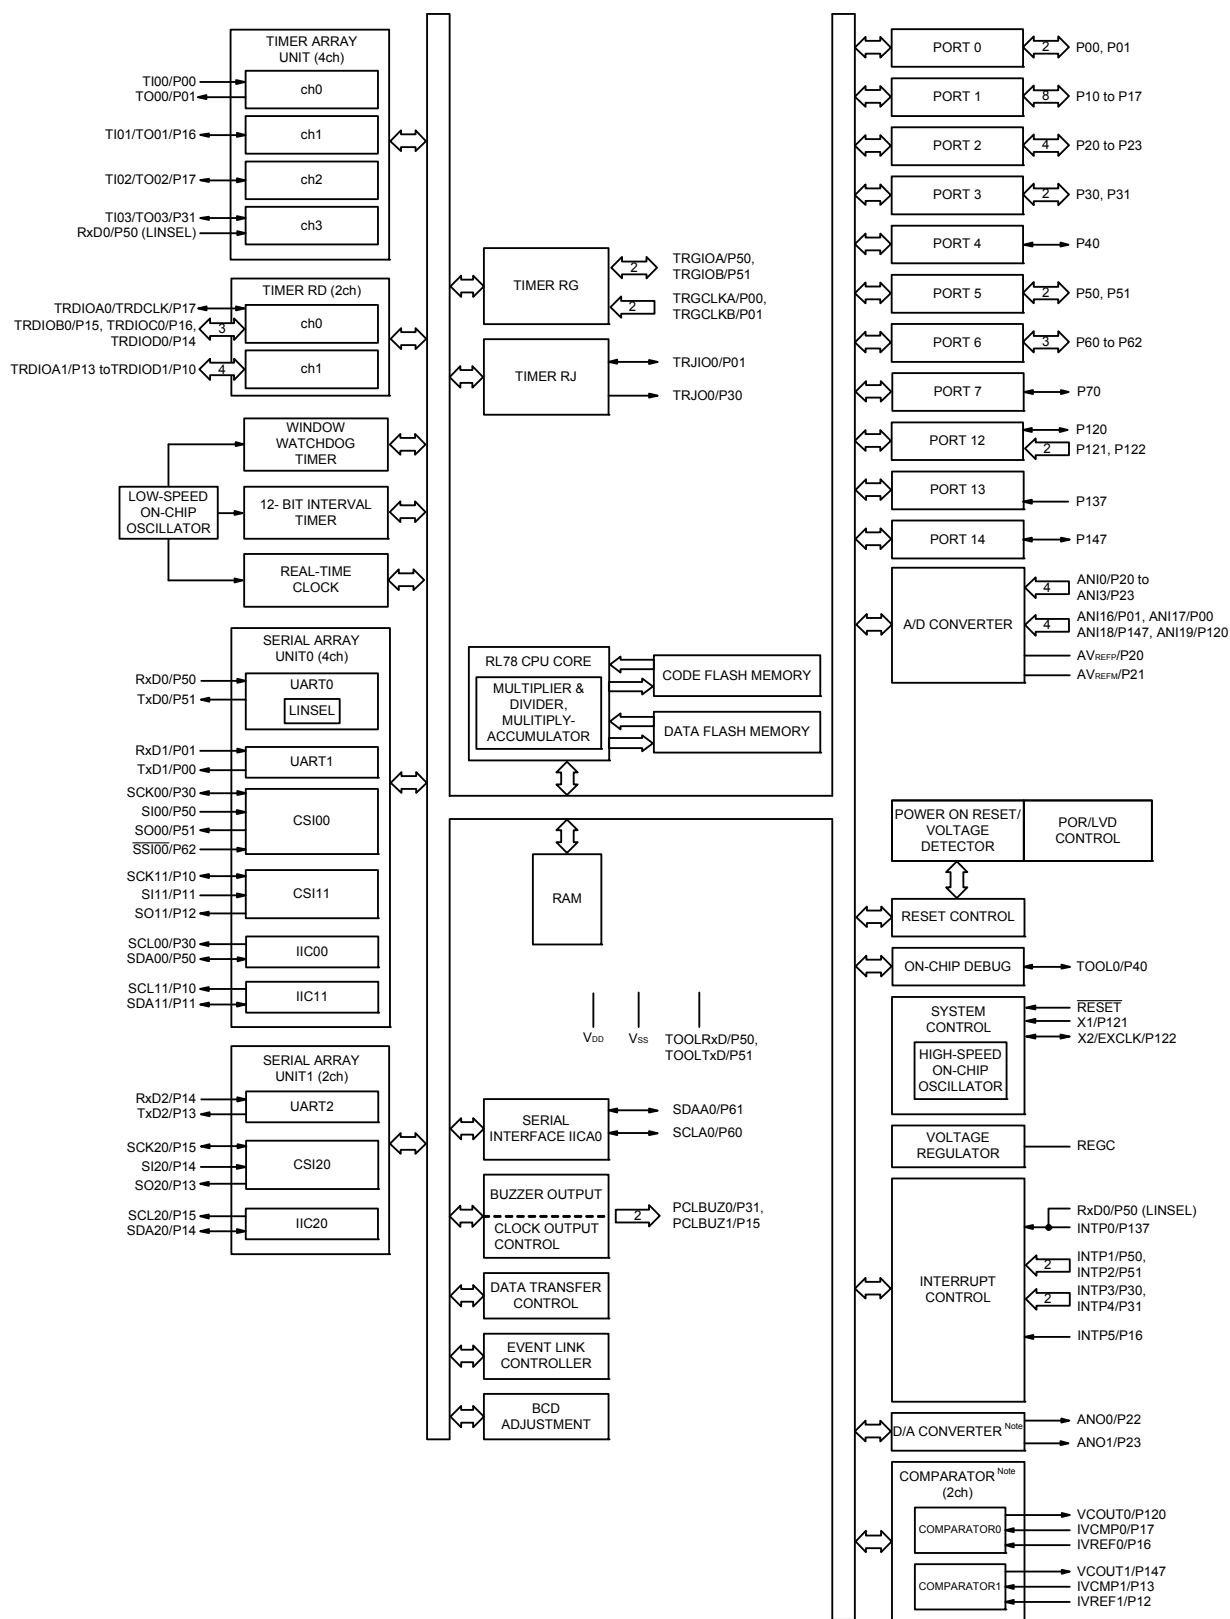 TIMER ARRAY
UNIT (4ch)
TI00/P00
TO00/P01
ch0
TI01/TO01/P16
ch1
TI02/TO02/P17
ch2
TI03/TO03/P31
RxD0/P50 (LINSEL)
ch3
TIMER RD (2ch)
TRDIOA0/TRDCLK/P17
TRDIOB0/P15, TRDIOC0/P16,
TRDIOD0/P14
3
ch0
TRDIOA1/P13 toTRDIOD1/P10
4
ch1
WINDOW
WATCHDOG
TIMER
LOW-SPEED
ON-CHIP
OSCILLATOR
12- BIT INTERVAL
TIMER
REAL-TIME
CLOCK
SERIAL ARRAY
UNIT0 (4ch)
RxD0/P50
TxD0/P51
UART0
LINSEL
RxD1/P01
TxD1/P00
UART1
SCK00/P30
SI00/P50
SO00/P51
SSI00/P62
CSI00
SCK11/P10
SI11/P11
SO11/P12
CSI11
SCL00/P30
SDA00/P50
IIC00
SCL11/P10
SDA11/P11
IIC11
SERIAL ARRAY
UNIT1 (2ch)
RxD2/P14
TxD2/P13
UART2
SCK20/P15
SI20/P14
SO20/P13
CSI20
SCL20/P15
SDA20/P14
IIC20
TIMER RG
2
TRGIOA/P50,
TRGIOB/P51
2
TRGCLKA/P00,
TRGCLKB/P01
TIMER RJ
TRJIO0/P01
TRJO0/P30
RL78 CPU CORE
MULTIPLIER &
DIVIDER,
MULITIPLY-
ACCUMULATOR
CODE FLASH MEMORY
DATA FLASH MEMORY
RAM
VDD
VSS
TOOLRxD/P50,
TOOLTxD/P51
SERIAL
INTERFACE IICA0
SDAA0/P61
SCLA0/P60
BUZZER OUTPUT
CLOCK OUTPUT
CONTROL
2
PCLBUZ0/P31,
PCLBUZ1/P15
DATA TRANSFER
CONTROL
EVENT LINK
CONTROLLER
BCD
ADJUSTMENT
PORT 0
2
P00, P01
PORT 1
8
P10 to P17
PORT 2
4
P20 to P23
PORT 3
2
P30, P31
PORT 4
P40
PORT 5
2
P50, P51
PORT 6
3
P60 to P62
PORT 7
P70
PORT 12
P120
2
P121, P122
PORT 13
P137
PORT 14
P147
A/D CONVERTER
4
ANI0/P20 to
ANI3/P23
4
ANI16/P01, ANI17/P00
ANI18/P147, ANI19/P120
AVREFP/P20
AVREFM/P21
POWER ON RESET/
VOLTAGE
DETECTOR
POR/LVD
CONTROL
RESET CONTROL
ON-CHIP DEBUG
TOOL0/P40
SYSTEM
CONTROL
HIGH-SPEED
ON-CHIP
OSCILLATOR
RESET
X1/P121
X2/EXCLK/P122
VOLTAGE
REGULATOR
REGC
INTERRUPT
CONTROL
RxD0/P50 (LINSEL)
INTP0/P137
2
INTP1/P50,
INTP2/P51
2
INTP3/P30,
INTP4/P31
INTP5/P16
D/A CONVERTER Note
ANO0/P22
ANO1/P23
COMPARATOR Note
(2ch)
COMPARATOR0
VCOUT0/P120
IVCMP0/P17
IVREF0/P16
COMPARATOR1
VCOUT1/P147
IVCMP1/P13
IVREF1/P12